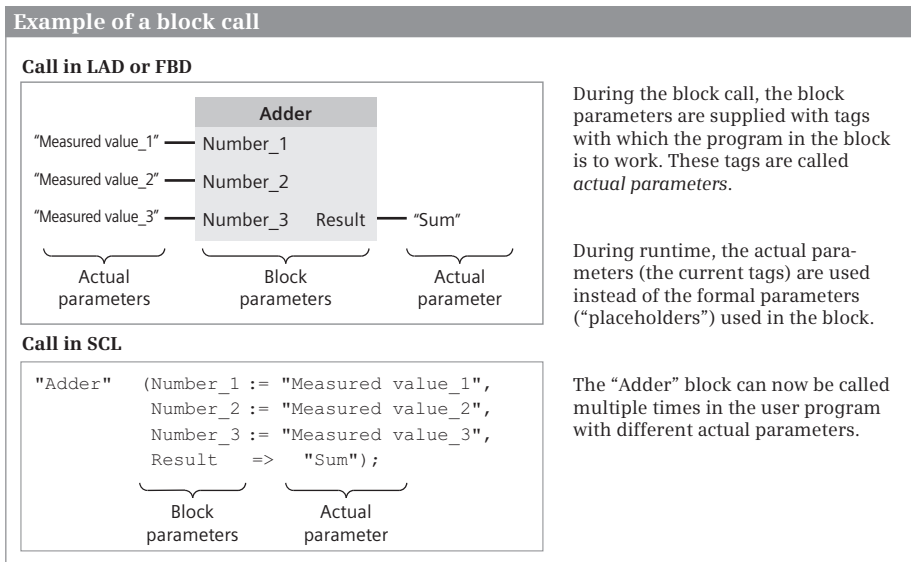 Example of a block call
Call in LAD or FBD
Adder
"Measured value_1" Number_1
"Measured value_2" Number_2
"Measured value_3" Number_3 Result "Sum"
Actual
parameters
Block
parameters
Actual
parameter
During the block call, the block
parameters are supplied with tags
with which the program in the block
is to work. These tags are called
actual parameters.
During runtime, the actual para-
meters (the current tags) are used
instead of the formal parameters
(“placeholders”) used in the block.
Call in SCL
"Adder" (Number_1 := "Measured value_1",
Number_2 := "Measured value_2",
Number_3 := "Measured value_3",
Result => "Sum");
Block
parameters
Actual
parameter
The “Adder” block can now be called
multiple times in the user program
with different actual parameters.